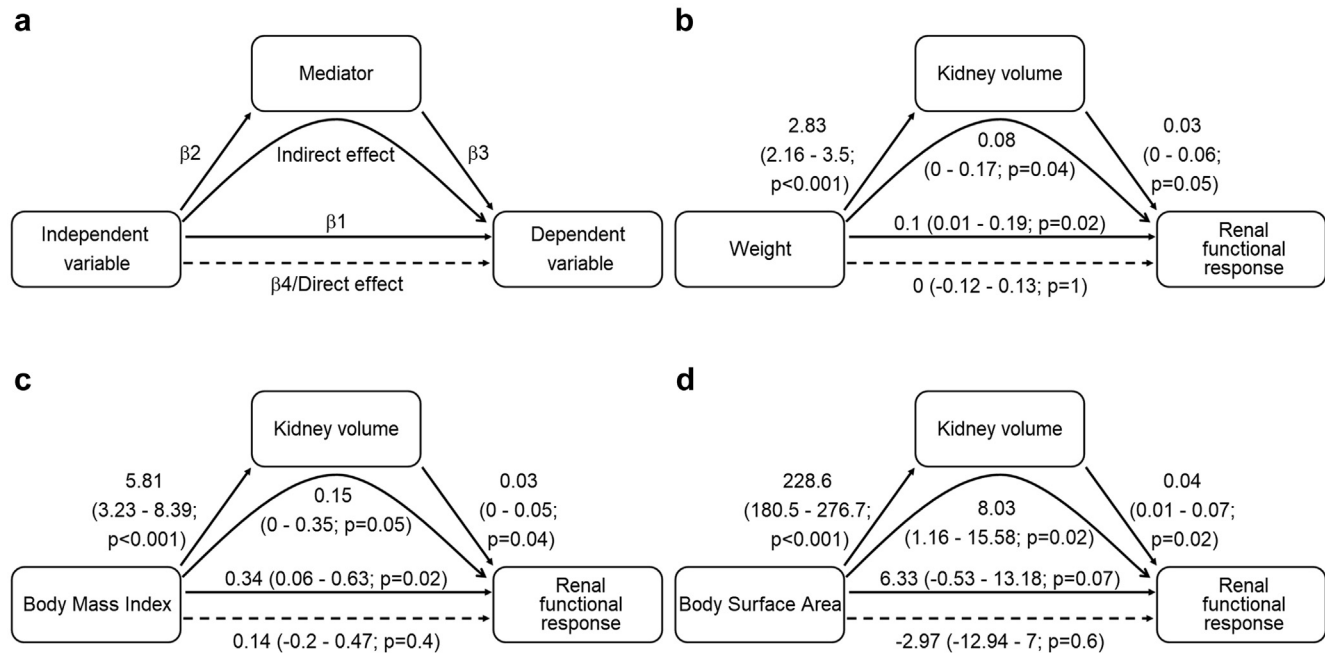 a
Mediator
β2
Indirect effect
β3
Independent
variable
β1
Dependent
variable
β4/Direct effect
b
Kidney volume
2.83
(2.16 - 3.5;
p<0.001)
0.08
(0 - 0.17; p=0.04)
0.03
(0 - 0.06;
p=0.05)
Weight
0.1 (0.01 - 0.19; p=0.02)
Renal
functional
response
0 (-0.12 - 0.13; p=1)
c
Kidney volume
5.81
(3.23 - 8.39;
p<0.001)
0.15
(0 - 0.35; p=0.05)
0.03
(0 - 0.05;
p=0.04)
Body Mass Index
0.34 (0.06 - 0.63; p=0.02)
Renal
functional
response
0.14 (-0.2 - 0.47; p=0.4)
d
Kidney volume
228.6
(180.5 - 276.7;
p<0.001)
8.03
(1.16 - 15.58; p=0.02)
0.04
(0.01 - 0.07;
p=0.02)
Body Surface Area
6.33 (-0.53 - 13.18; p=0.07)
Renal
functional
response
-2.97 (-12.94 - 7; p=0.6)